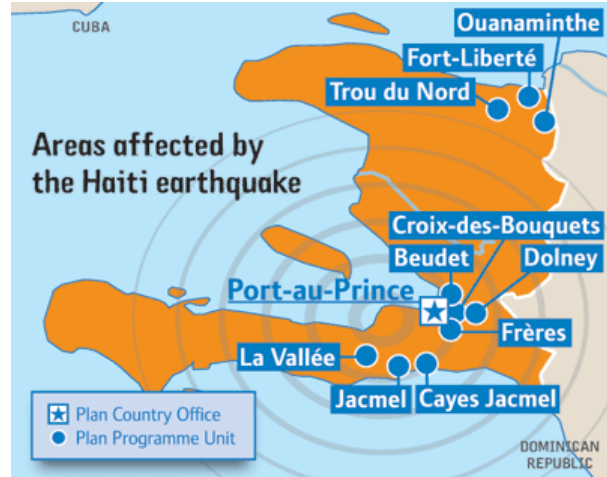 CUBA
Ouanaminthe
Fort-Liberté
Trou du Nord
Areas affected by
the Haiti earthquake
Croix-des-Bouquets
Beudet
Dolney
Port-au-Prince
Frères
La Vallée
Jacmel
Cayes Jacmel
Plan Country Office
Plan Programme Unit
DOMINICAN
REPUBLIC